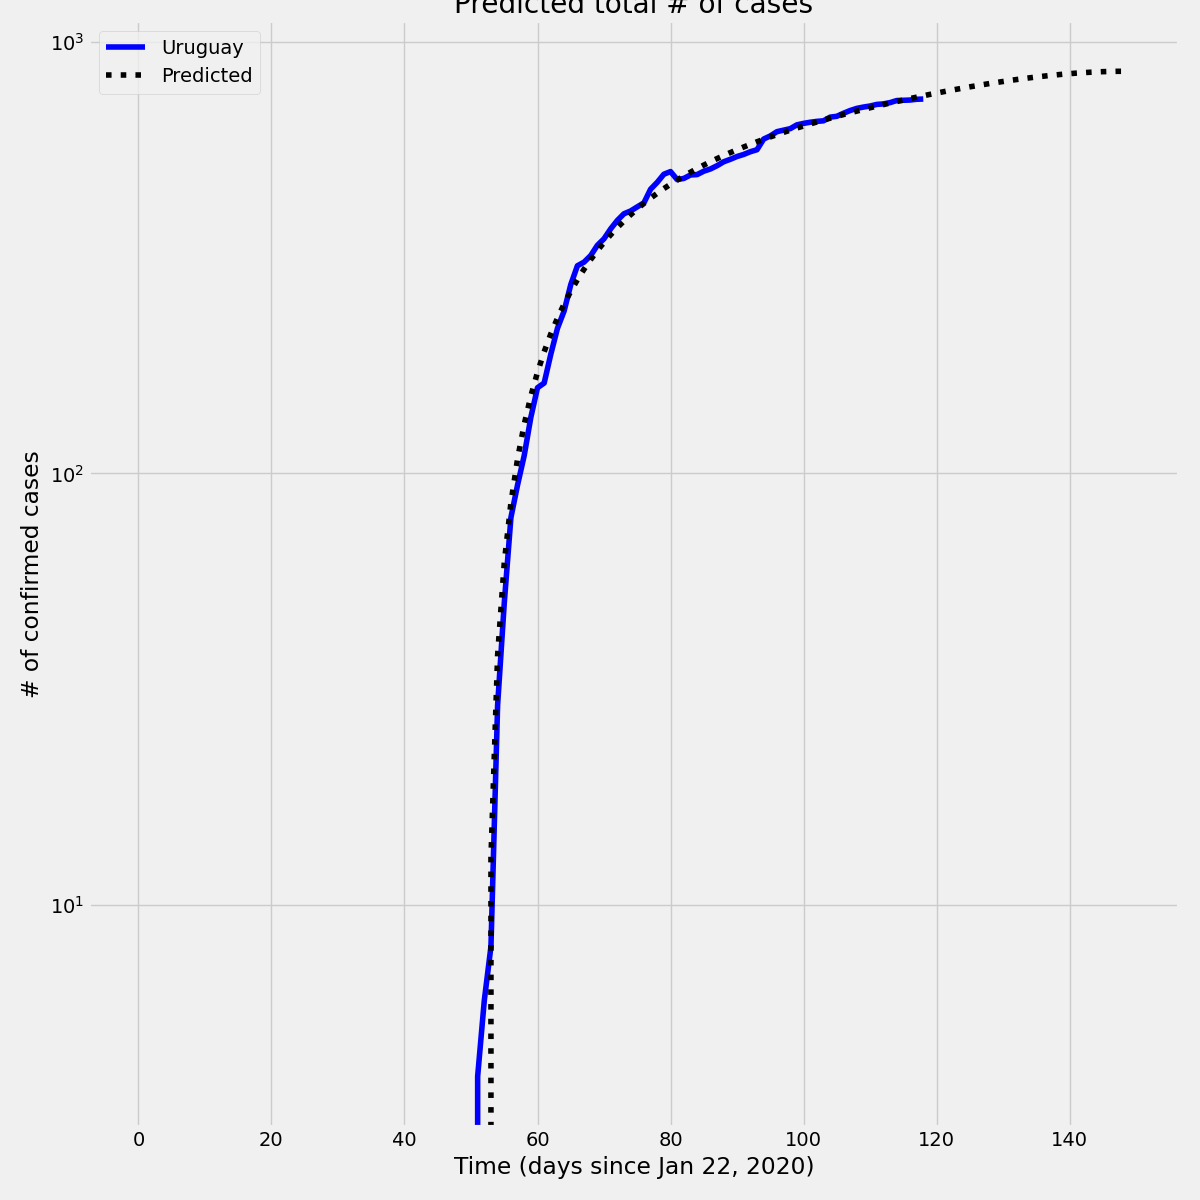 Predicted total # of cases
Uruguay
Predicted
10³
10²
10¹
# of confirmed cases
0 20 40 60 80 100 120 140
Time (days since Jan 22, 2020)